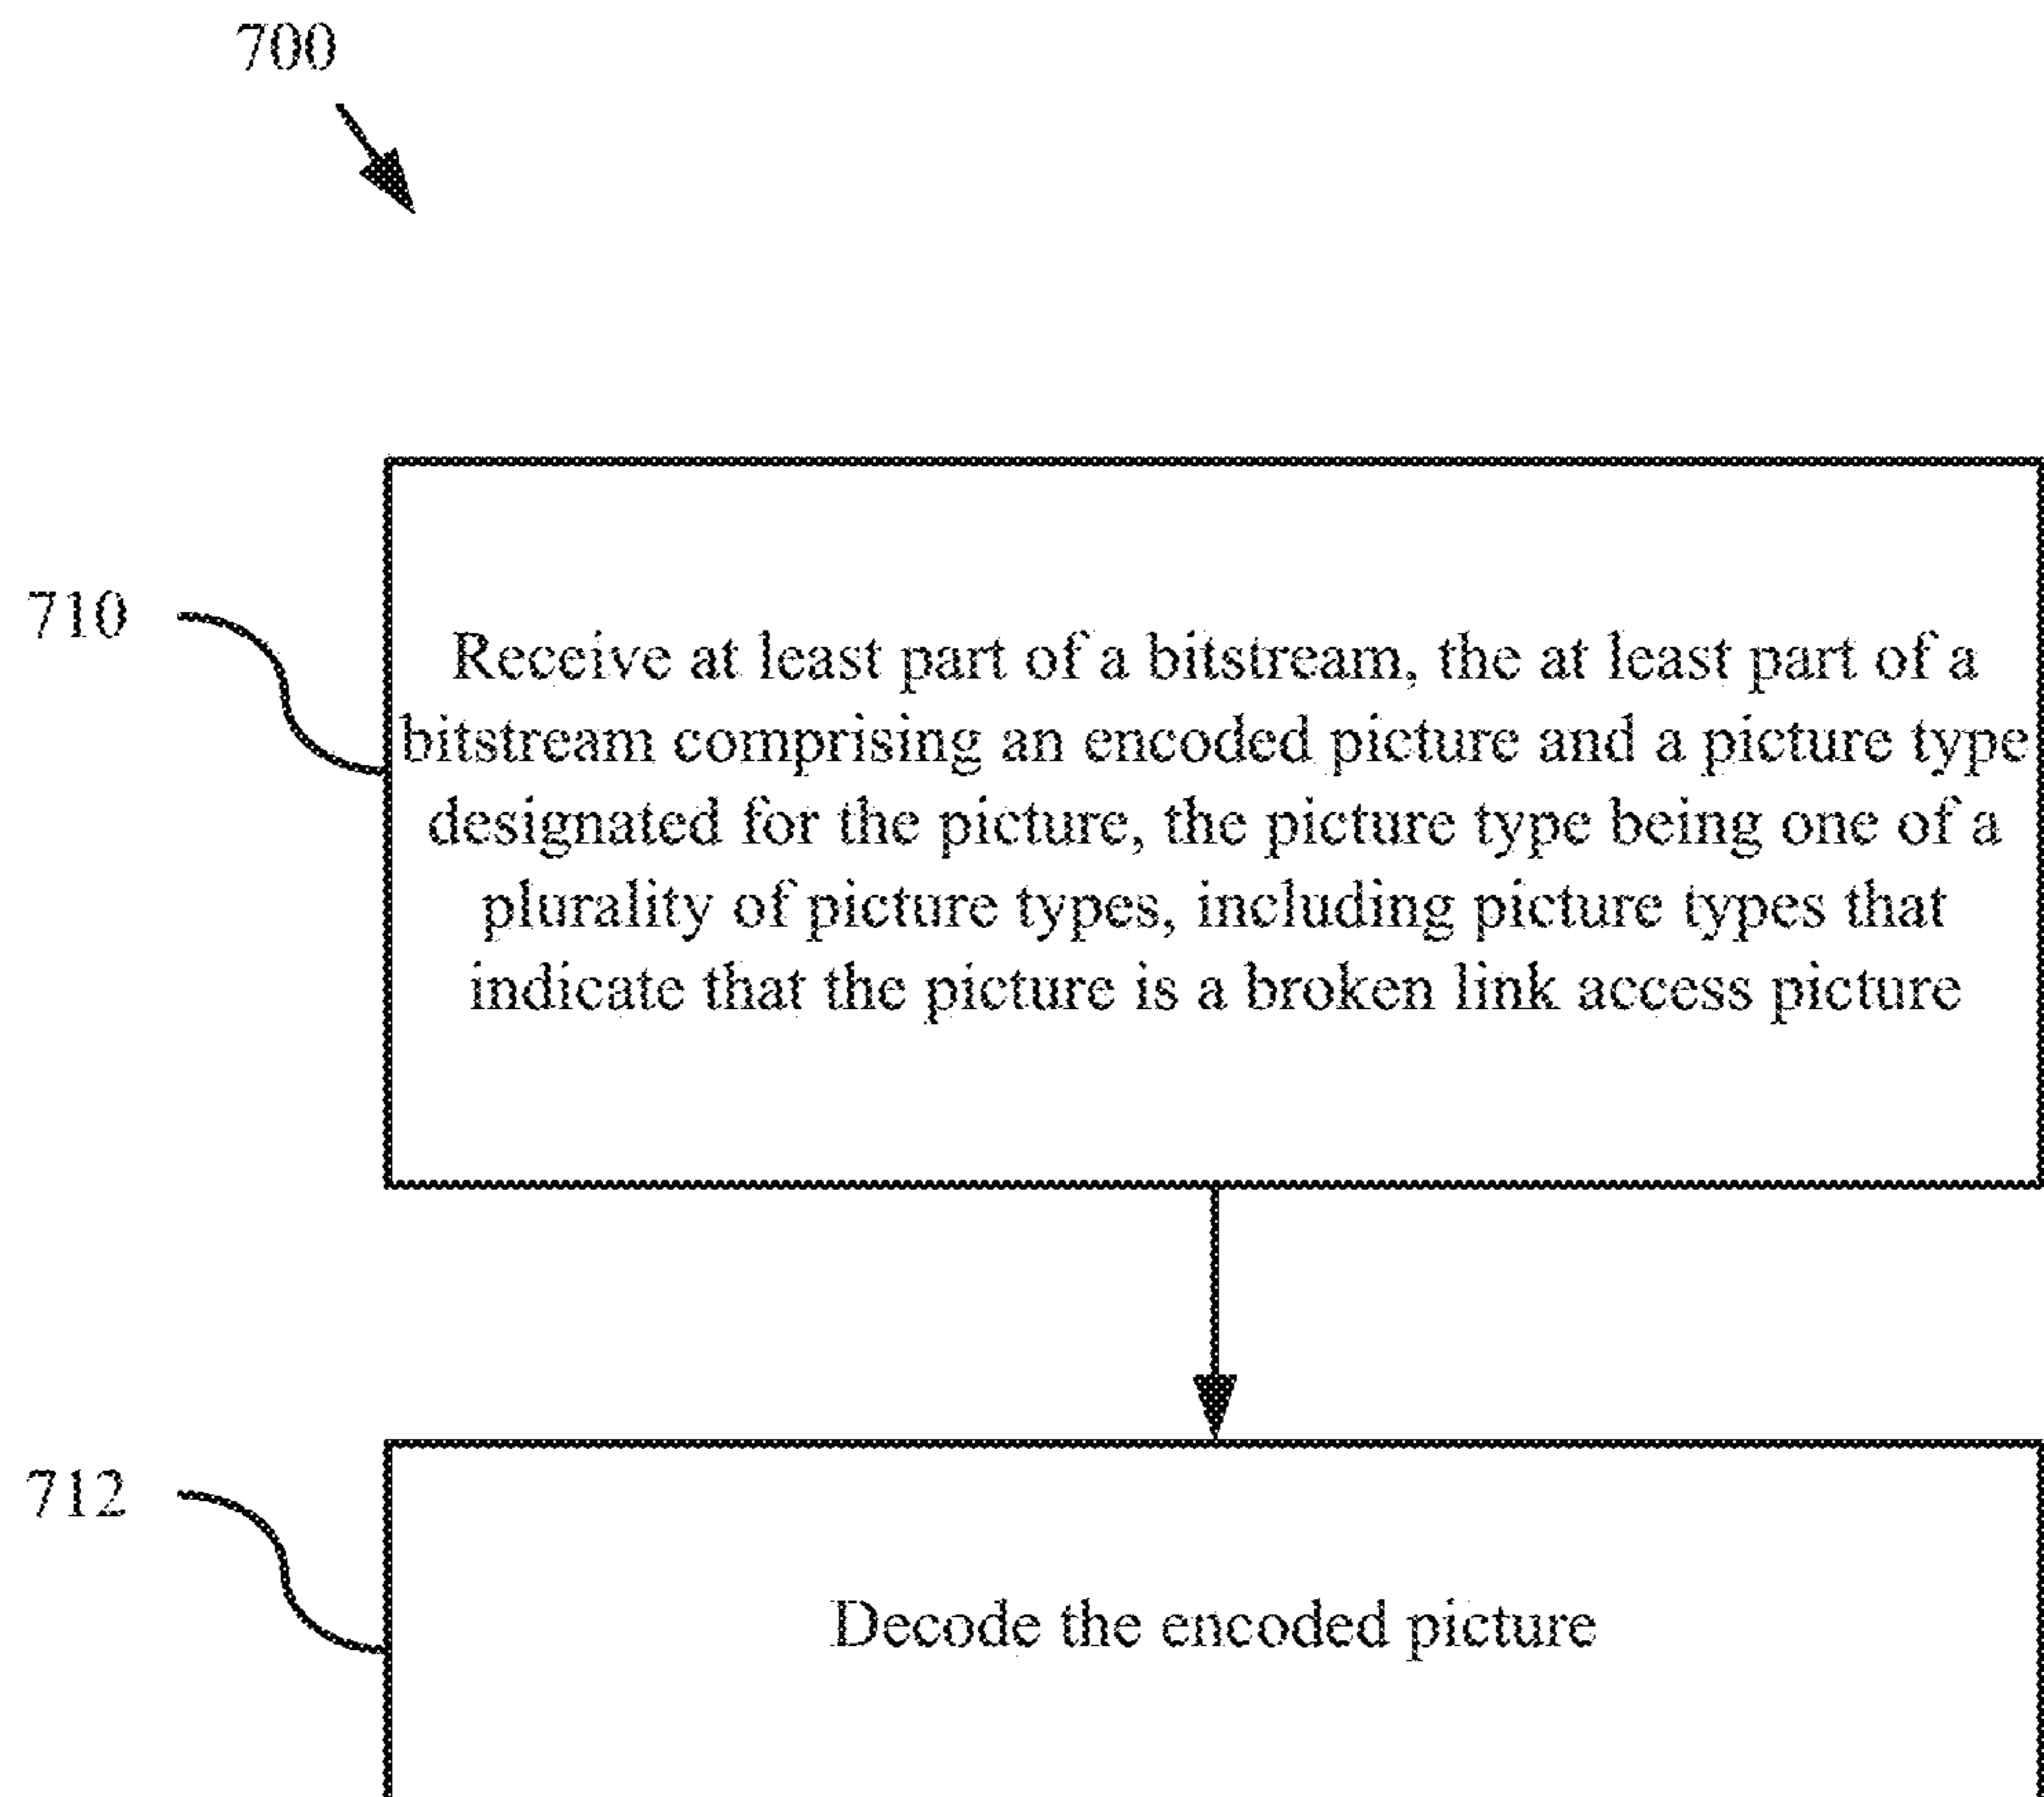 700
710
Receive at least part of a bitstream, the at least part of a
bitstream comprising an encoded picture and a picture type
designated for the picture, the picture type being one of a
plurality of picture types, including picture types that
indicate that the picture is a broken link access picture
712
Decode the encoded picture